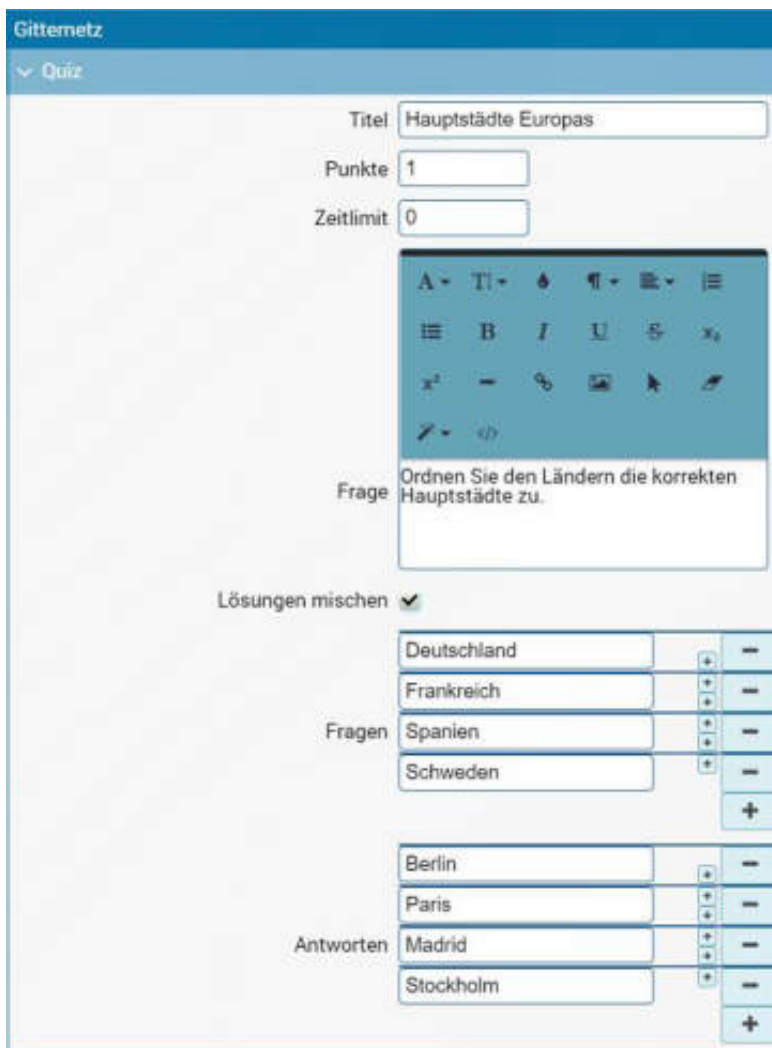 Gitternetz
Quiz
Titel Hauptstädte Europas
Punkte 1
Zeitlimit 0
Frage Ordnen Sie den Ländern die korrekten
Hauptstädte zu.
Lösungen mischen
Deutschland
Frankreich
Fragen Spanien
Schweden
Berlin
Paris
Antworten Madrid
Stockholm